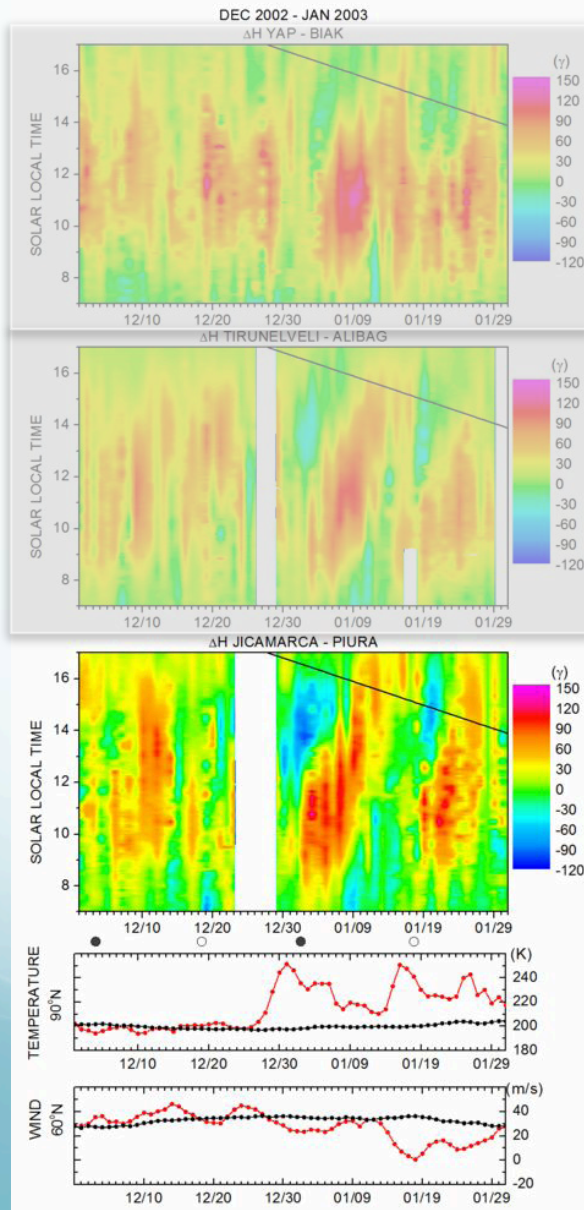 DEC 2002 - JAN 2003
ΔH YAP - BIAK
(γ)
SOLAR LOCAL TIME
16
14
12
10
8
150
120
90
60
30
0
-30
-60
-90
-120
12/10 12/20 12/30 01/09 01/19 01/29
ΔH TIRUNELVELI - ALIBAG
(γ)
SOLAR LOCAL TIME
16
14
12
10
8
150
120
90
60
30
0
-30
-60
-90
-120
12/10 12/20 12/30 01/09 01/19 01/29
ΔH JICAMARCA - PIURA
(γ)
SOLAR LOCAL TIME
16
14
12
10
8
150
120
90
60
30
0
-30
-60
-90
-120
12/10 12/20 12/30 01/09 01/19 01/29
TEMPERATURE
90°N
(K)
240
220
200
180
12/10 12/20 12/30 01/09 01/19 01/29
WIND
60°N
(m/s)
40
20
0
12/10 12/20 12/30 01/09 01/19 01/29